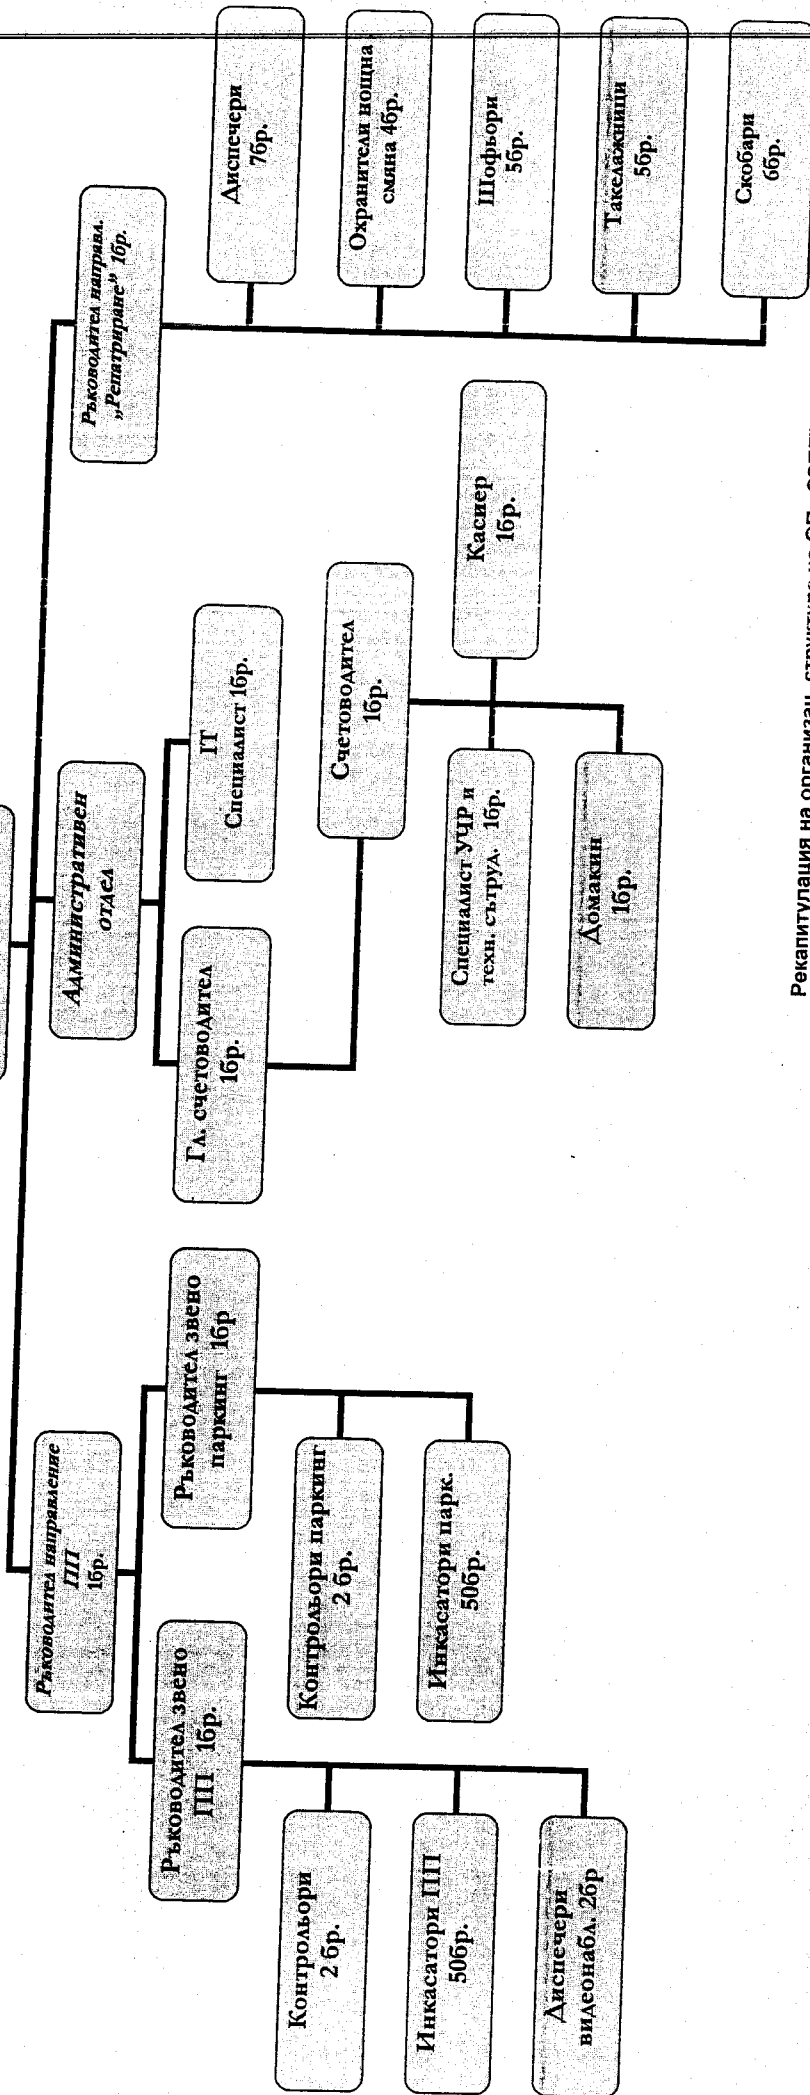 Ръководител направление
ПП
1бр.
Административен
отдел
Ръководител направл.
„Репатриране” 1бр.
Ръководител звено
ПП 1бр.
Ръководител звено
паркинг 1бр
Гл. счетоводител
1бр.
IT
Специалист 1бр.
Диспечери
7бр.
Контрольори
2 бр.
Контрольори паркинг
2 бр.
Счетоводител
1бр.
Охранители нощна
смяна 4бр.
Инкасатори ПП
50бр.
Инкасатори парк.
50бр.
Специалист УЧР и
техн. сътруд. 1бр.
Касиер
1бр.
Шофьори
5бр.
Диспечери
видеонабл. 2бр
Домакин
1бр.
Такелажници
5бр.
Скобари
6бр.
Рекапитулация на организац. структура на ОП